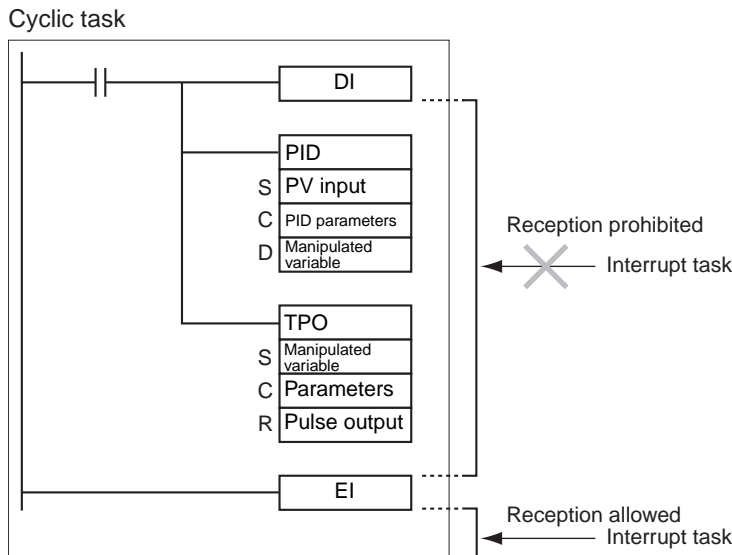 Cyclic task
DI
PID
S PV input
C PID parameters
D Manipulated
variable
Reception prohibited
Interrupt task
TPO
S Manipulated
variable
C Parameters
R Pulse output
EI
Reception allowed
Interrupt task